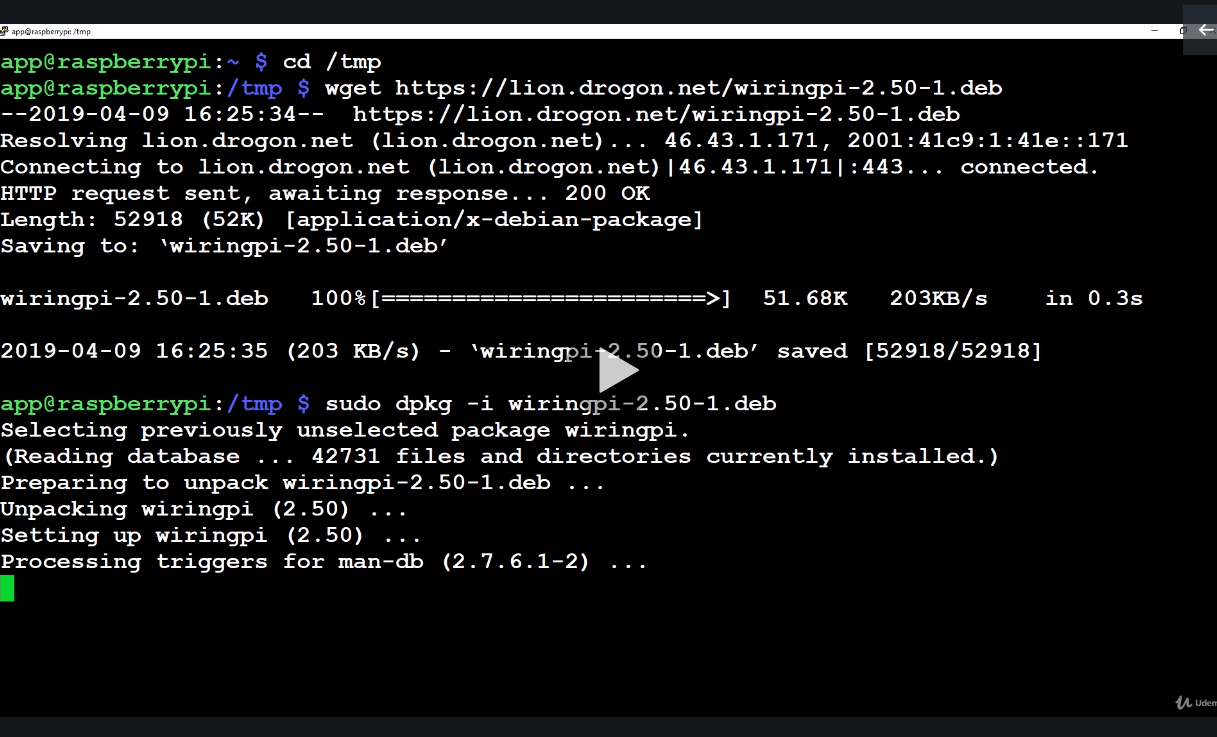 app@raspberrypi: /tmp
app@raspberrypi:~ $ cd /tmp
app@raspberrypi:/tmp $ wget https://lion.drogon.net/wiringpi-2.50-1.deb
--2019-04-09 16:25:34--  https://lion.drogon.net/wiringpi-2.50-1.deb
Resolving lion.drogon.net (lion.drogon.net)... 46.43.1.171, 2001:41c9:1:41e::171
Connecting to lion.drogon.net (lion.drogon.net)|46.43.1.171|:443... connected.
HTTP request sent, awaiting response... 200 OK
Length: 52918 (52K) [application/x-debian-package]
Saving to: ‘wiringpi-2.50-1.deb’
wiringpi-2.50-1.deb   100%[=======================>]  51.68K   203KB/s    in 0.3s
2019-04-09 16:25:35 (203 KB/s) - ‘wiringpi-2.50-1.deb’ saved [52918/52918]
app@raspberrypi:/tmp $ sudo dpkg -i wiringpi-2.50-1.deb
Selecting previously unselected package wiringpi.
(Reading database ... 42731 files and directories currently installed.)
Preparing to unpack wiringpi-2.50-1.deb ...
Unpacking wiringpi (2.50) ...
Setting up wiringpi (2.50) ...
Processing triggers for man-db (2.7.6.1-2) ...
Udem